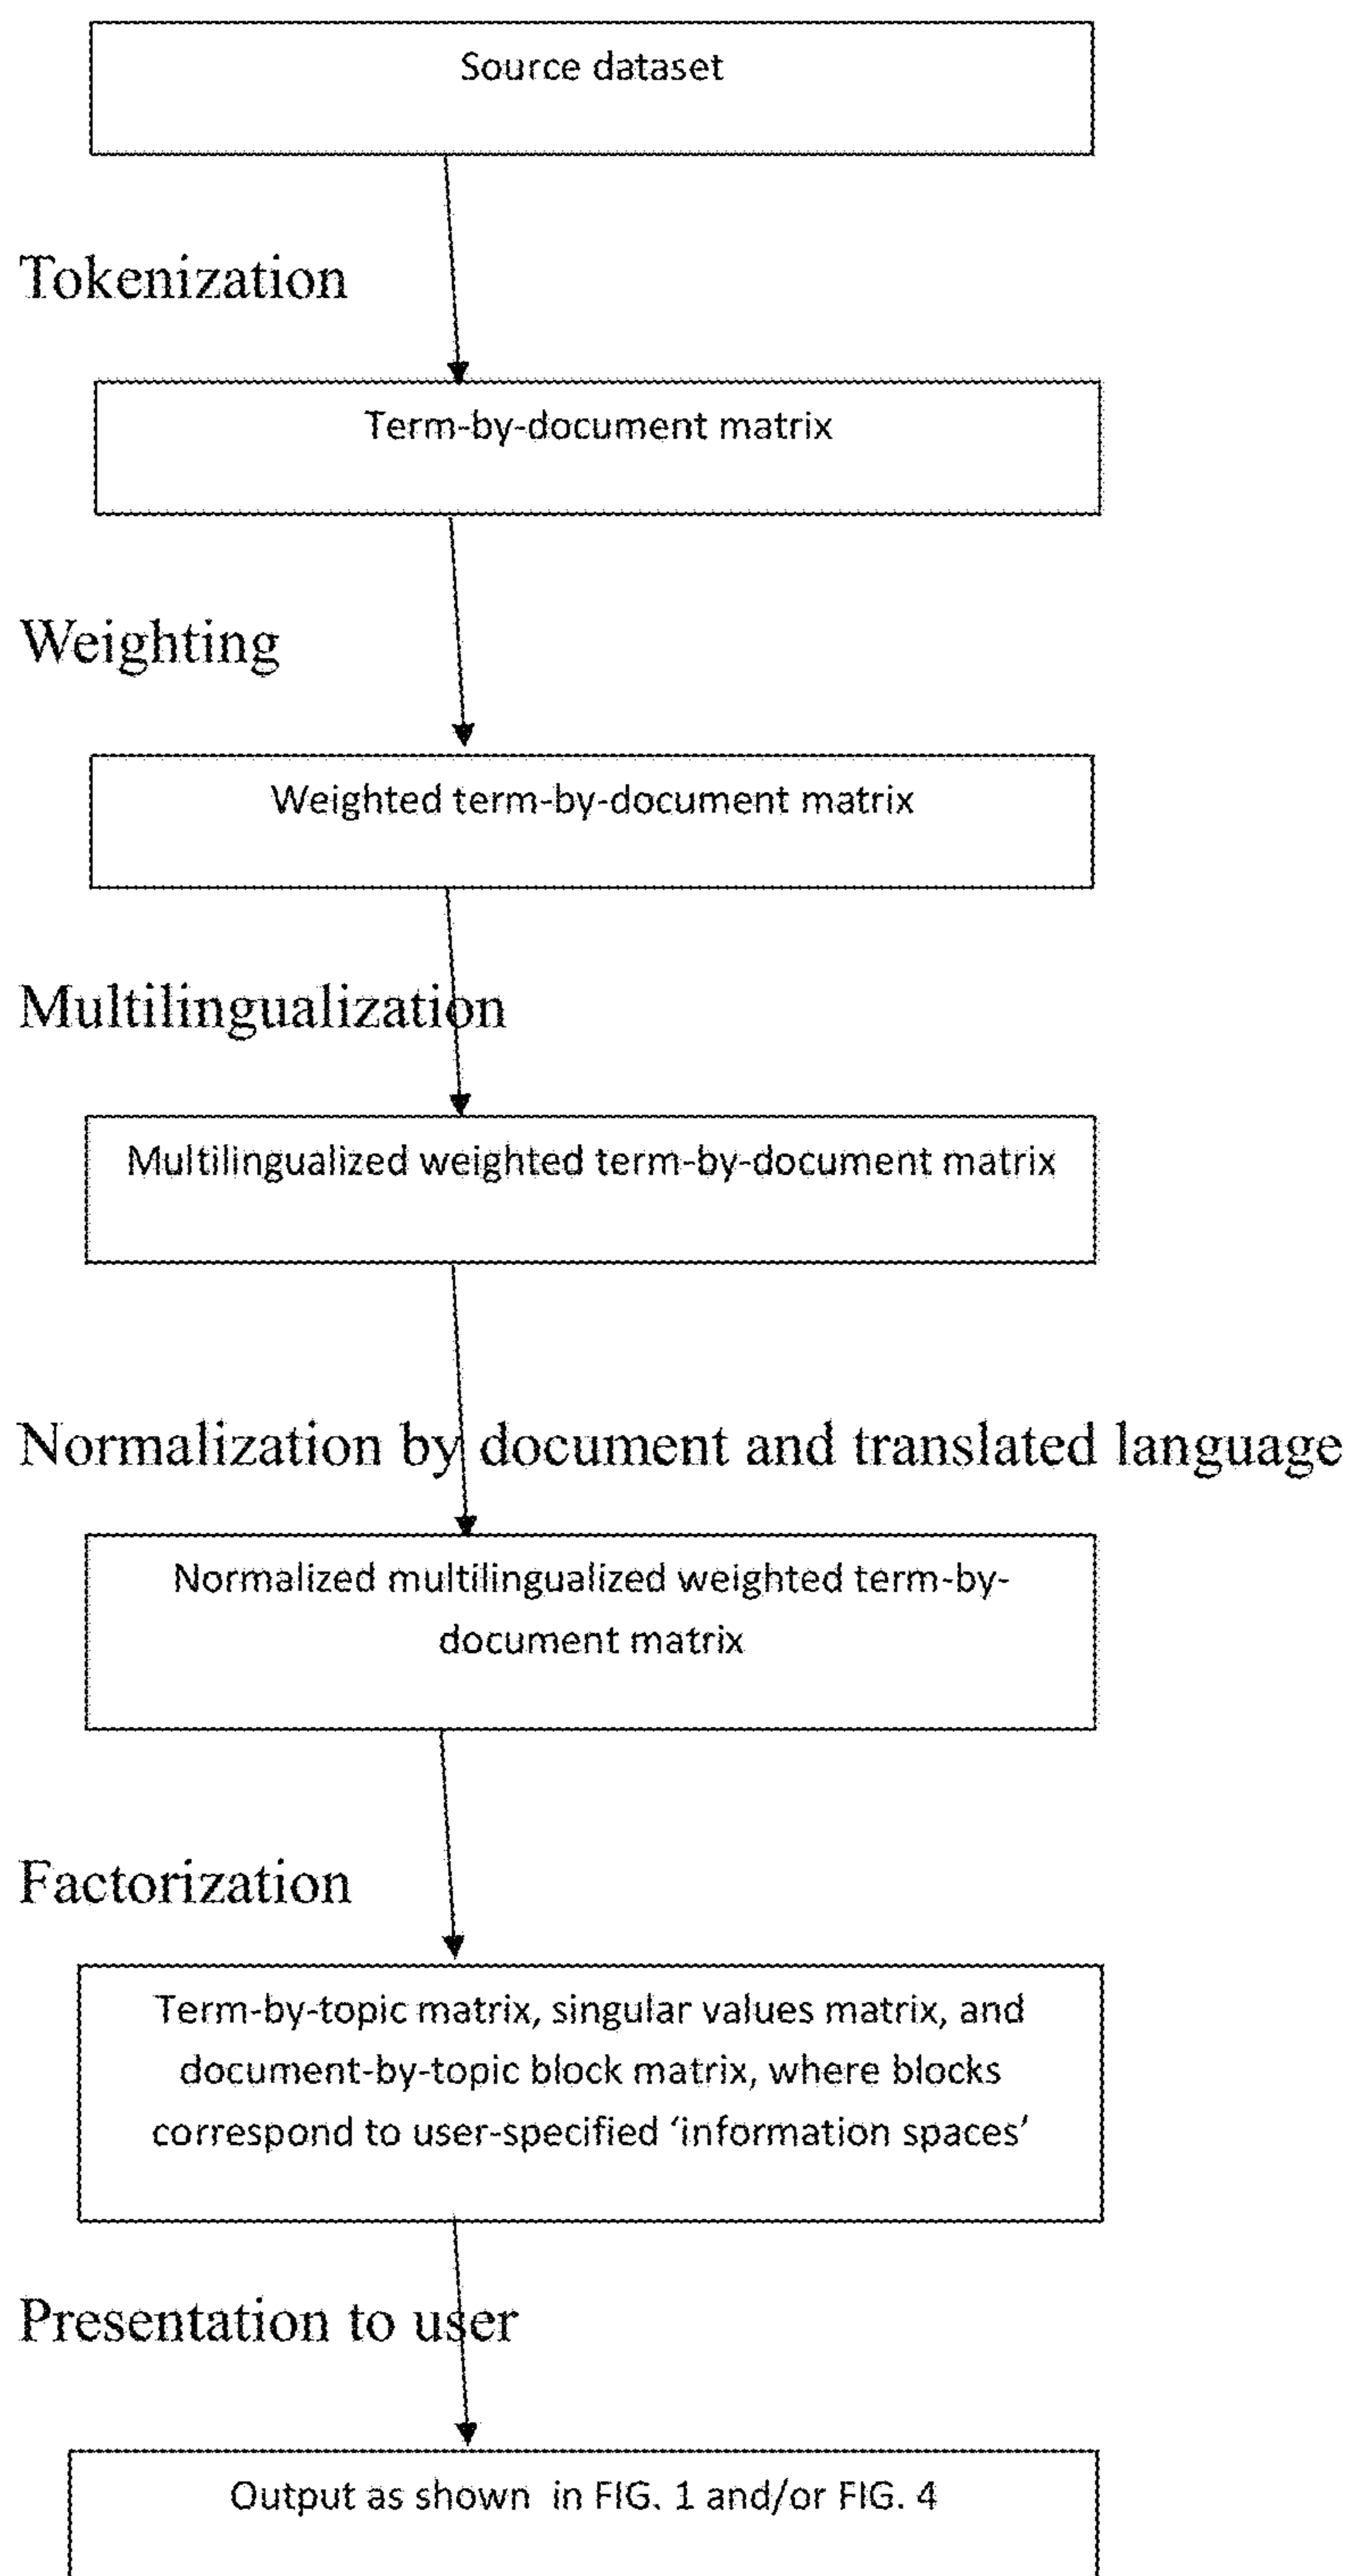 Source dataset
Tokenization
Term-by-document matrix
Weighting
Weighted term-by-document matrix
Multilingualization
Multilingualized weighted term-by-document matrix
Normalization by document and translated language
Normalized multilingualized weighted term-by-
document matrix
Factorization
Term-by-topic matrix, singular values matrix, and
document-by-topic block matrix, where blocks
correspond to user-specified ‘information spaces’
Presentation to user
Output as shown in FIG. 1 and/or FIG. 4